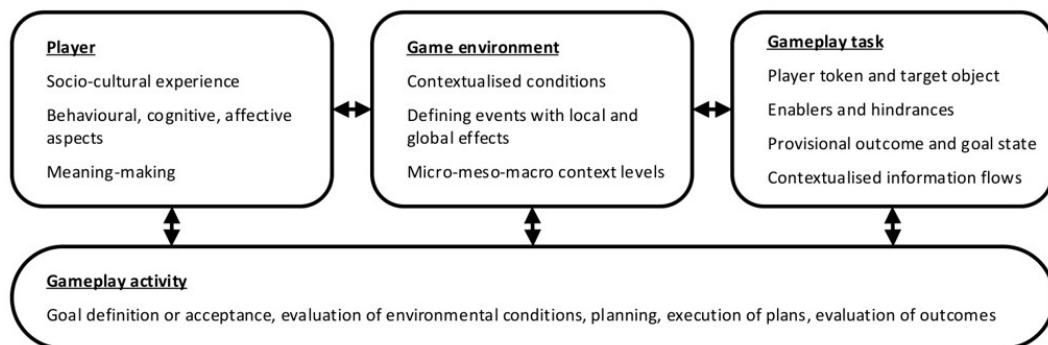 Player
Socio-cultural experience
Behavioural, cognitive, affective
aspects
Meaning-making
Game environment
Contextualised conditions
Defining events with local and
global effects
Micro-meso-macro context levels
Gameplay task
Player token and target object
Enablers and hindrances
Provisional outcome and goal state
Contextualised information flows
Gameplay activity
Goal definition or acceptance, evaluation of environmental conditions, planning, execution of plans, evaluation of outcomes